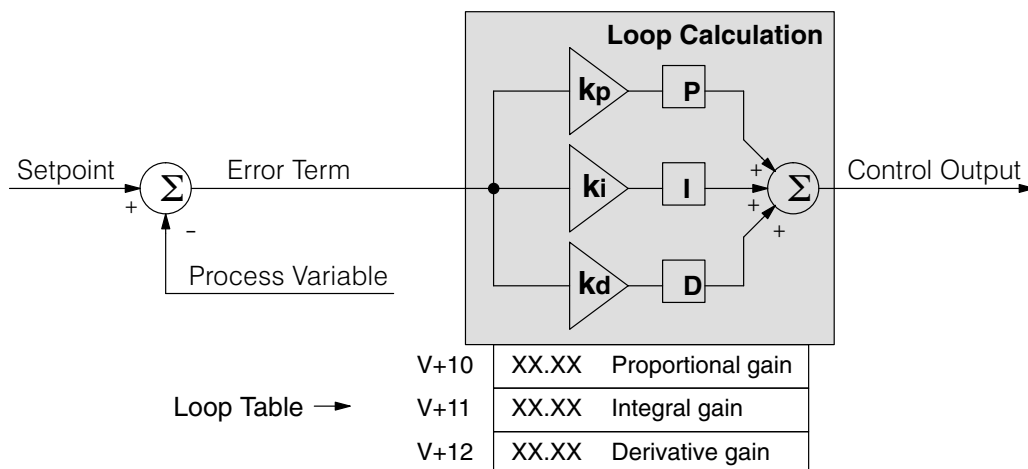 Loop Calculation
kp P
Setpoint + Σ Error Term ki I + + + Σ Control Output
-
Process Variable
kd D
V+10 XX.XX Proportional gain
Loop Table V+11 XX.XX Integral gain
V+12 XX.XX Derivative gain